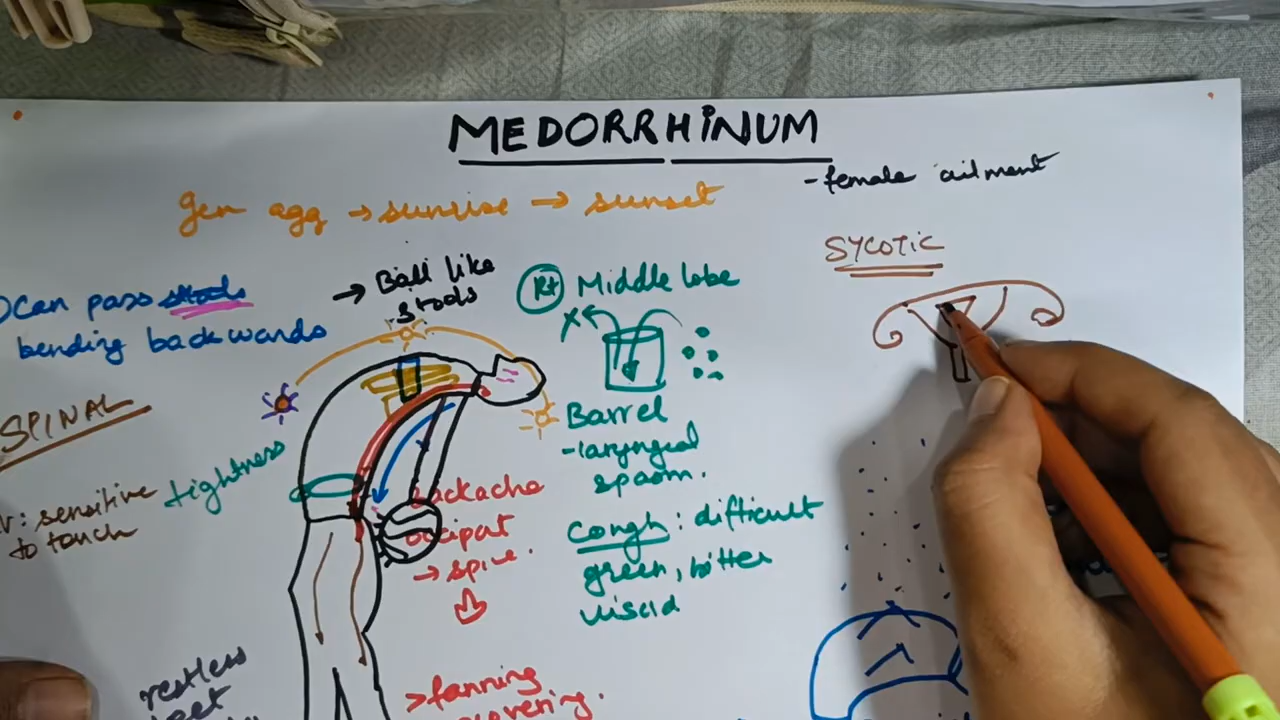 MEDORRHINUM
- female ailment
gen agg → sunrise → sunset
SYCOTIC
Can pass stools
bending backwards
→ Ball like
stools
Rt Middle lobe
x
Barrel
- laryngeal
spasm.
SPINAL
tightness
: sensitive
to touch
backache
occiput
→ spine.
Cough : difficult
green, bitter
viscid
restless
feet
> fanning